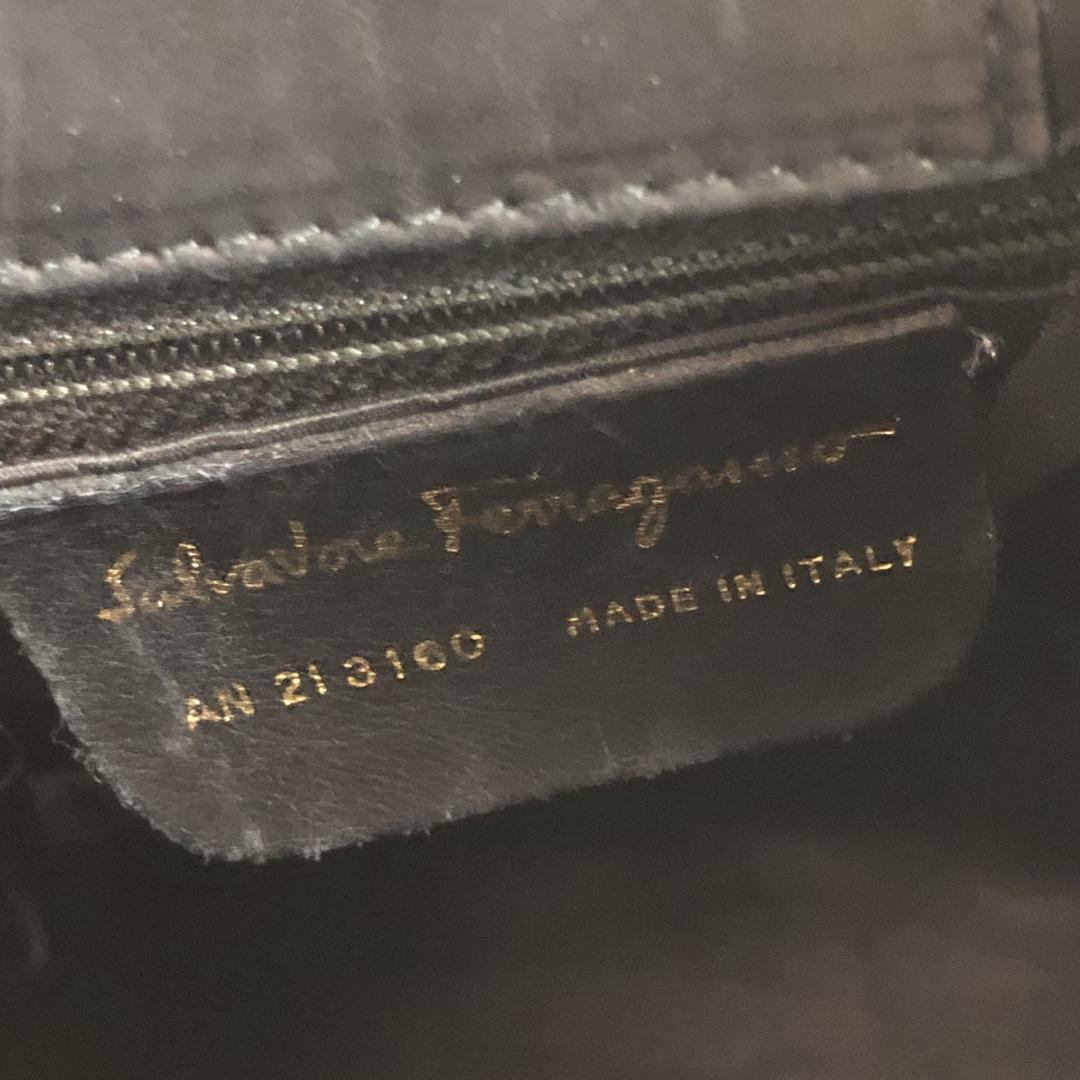 Salvatore Ferragamo
AN 21 3160 MADE IN ITALY